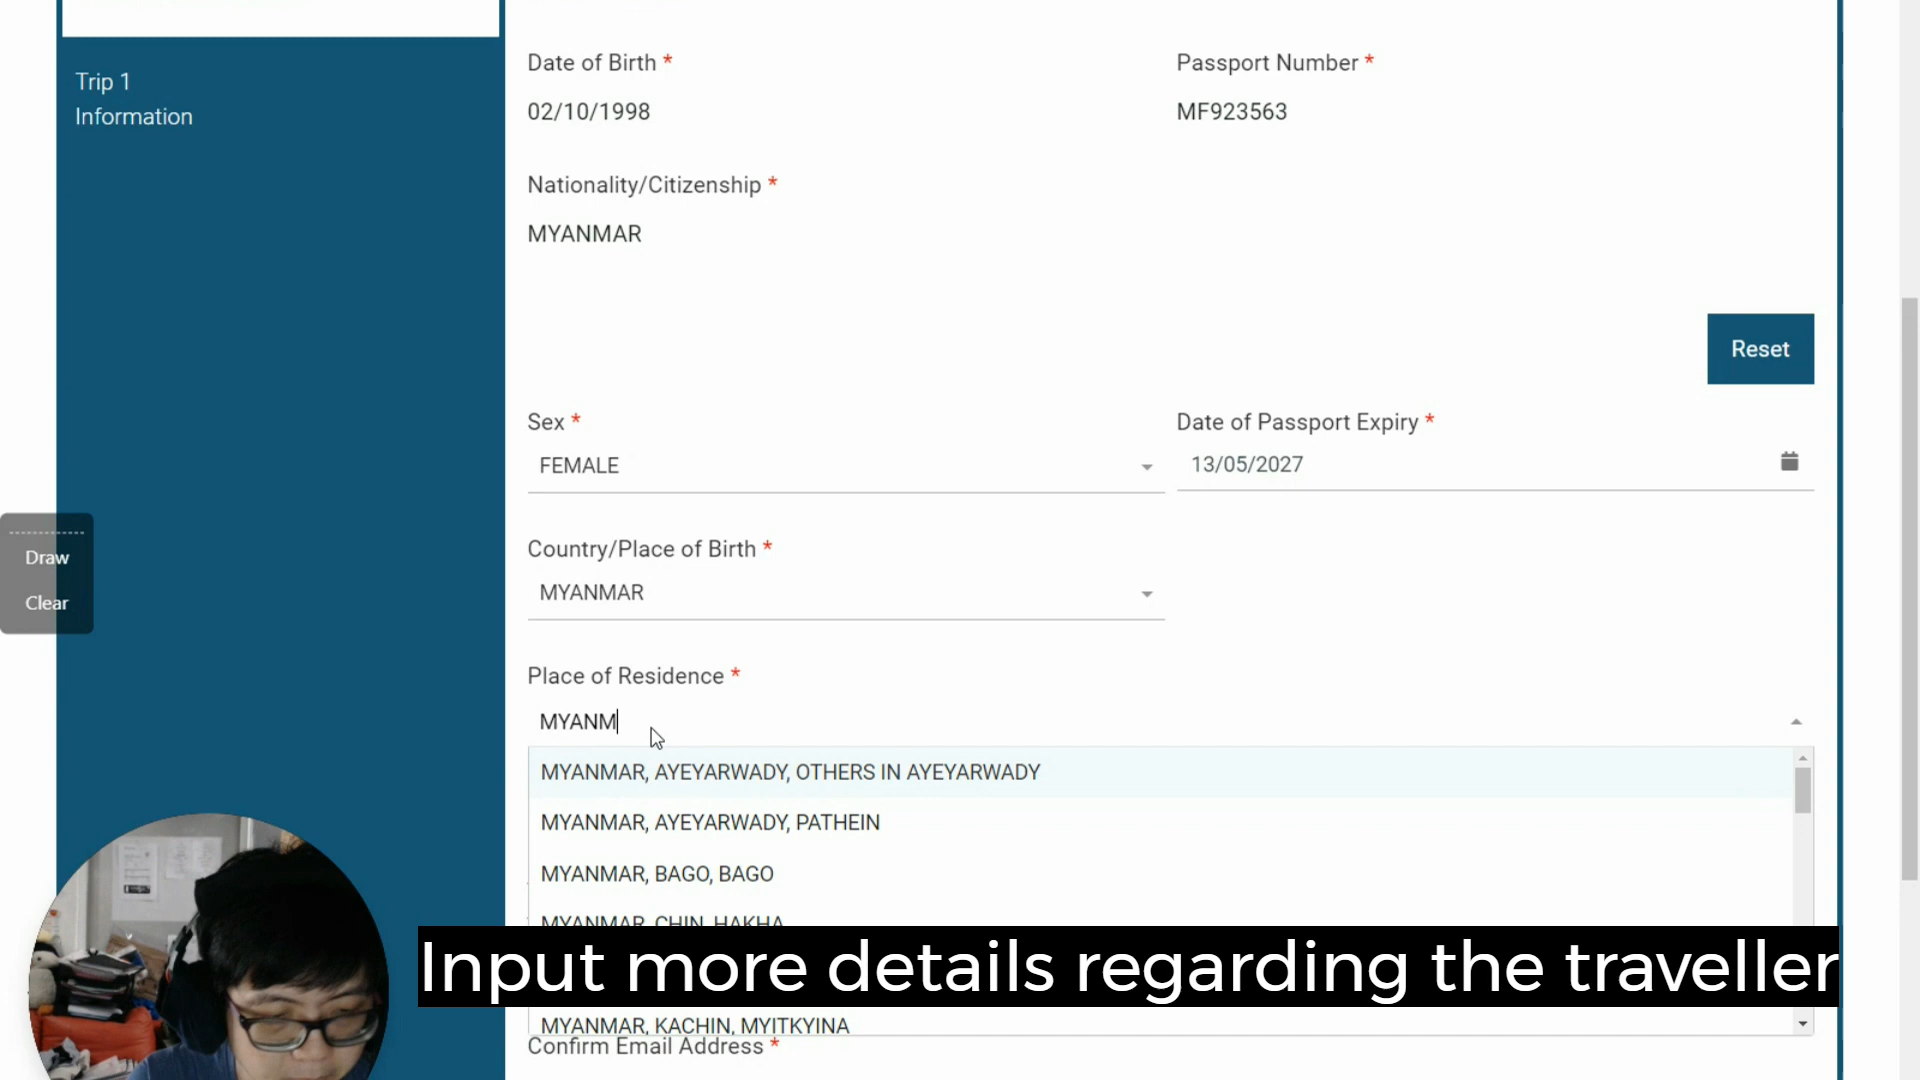 Trip 1
Information
Date of Birth *
02/10/1998
Passport Number *
MF923563
Nationality/Citizenship *
MYANMAR
Reset
Sex *
FEMALE
Date of Passport Expiry *
13/05/2027
Country/Place of Birth *
MYANMAR
Draw
Clear
Place of Residence *
MYANM
MYANMAR, AYEYARWADY, OTHERS IN AYEYARWADY
MYANMAR, AYEYARWADY, PATHEIN
MYANMAR, BAGO, BAGO
MYANMAR, CHIN, HAKHA
Input more details regarding the traveller
MYANMAR, KACHIN, MYITKYINA
Confirm Email Address *